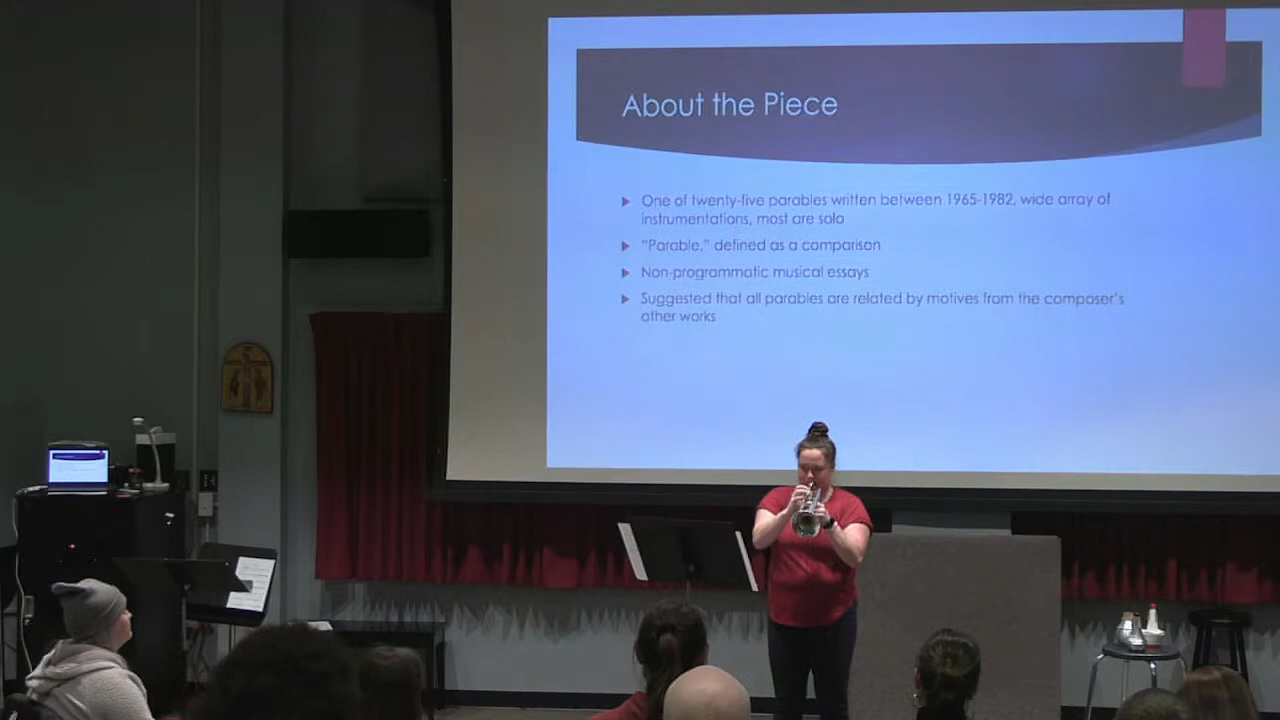 About the Piece
One of twenty-five parables written between 1965-1982, wide array of
instrumentations, most are solo
"Parable," defined as a comparison
Non-programmatic musical essays
Suggested that all parables are related by motives from the composer's
other works